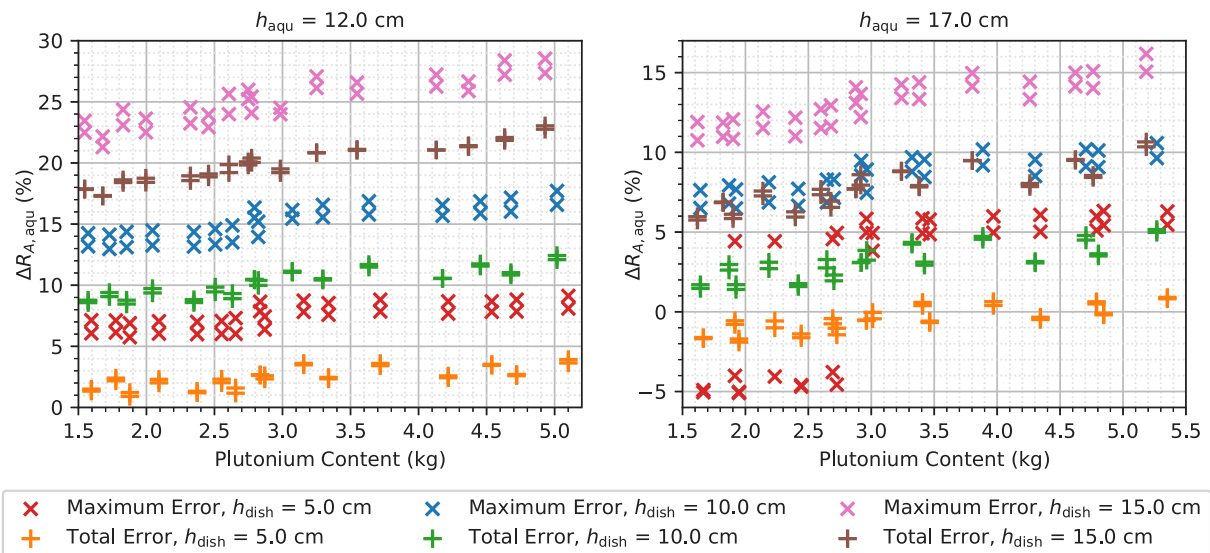 h_aqu = 12.0 cm
h_aqu = 17.0 cm
ΔR_A,aqu (%)
30
25
20
15
10
5
0
1.5 2.0 2.5 3.0 3.5 4.0 4.5 5.0
Plutonium Content (kg)
ΔR_A,aqu (%)
15
10
5
0
−5
1.5 2.0 2.5 3.0 3.5 4.0 4.5 5.0 5.5
Plutonium Content (kg)
Maximum Error, h_dish = 5.0 cm
Maximum Error, h_dish = 10.0 cm
Maximum Error, h_dish = 15.0 cm
Total Error, h_dish = 5.0 cm
Total Error, h_dish = 10.0 cm
Total Error, h_dish = 15.0 cm